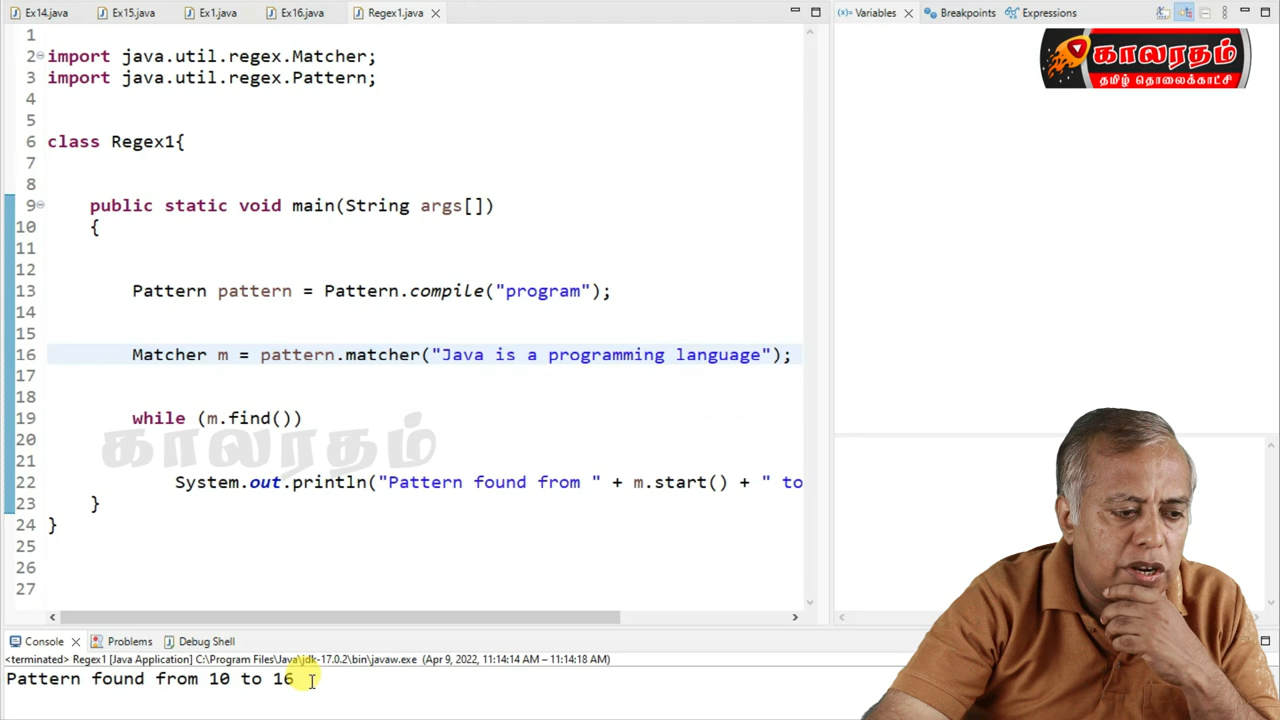 Ex14.java Ex15.java Ex1.java Ex16.java Regex1.java
(x)= Variables Breakpoints Expressions
காலரதம்
தமிழ் தொலைக்காட்சி
1
2 import java.util.regex.Matcher;
3 import java.util.regex.Pattern;
4
5
6 class Regex1{
7
8
9 public static void main(String args[])
10 {
11
12
13 Pattern pattern = Pattern.compile("program");
14
15
16 Matcher m = pattern.matcher("Java is a programming language");
17
18
19 while (m.find())
காலரதம்
20
21
22 System.out.println("Pattern found from " + m.start() + " to
23 }
24 }
25
26
27
Console Problems Debug Shell
<terminated> Regex1 [Java Application] C:\Program Files\Java\jdk-17.0.2\bin\javaw.exe (Apr 9, 2022, 11:14:14 AM – 11:14:18 AM)
Pattern found from 10 to 16